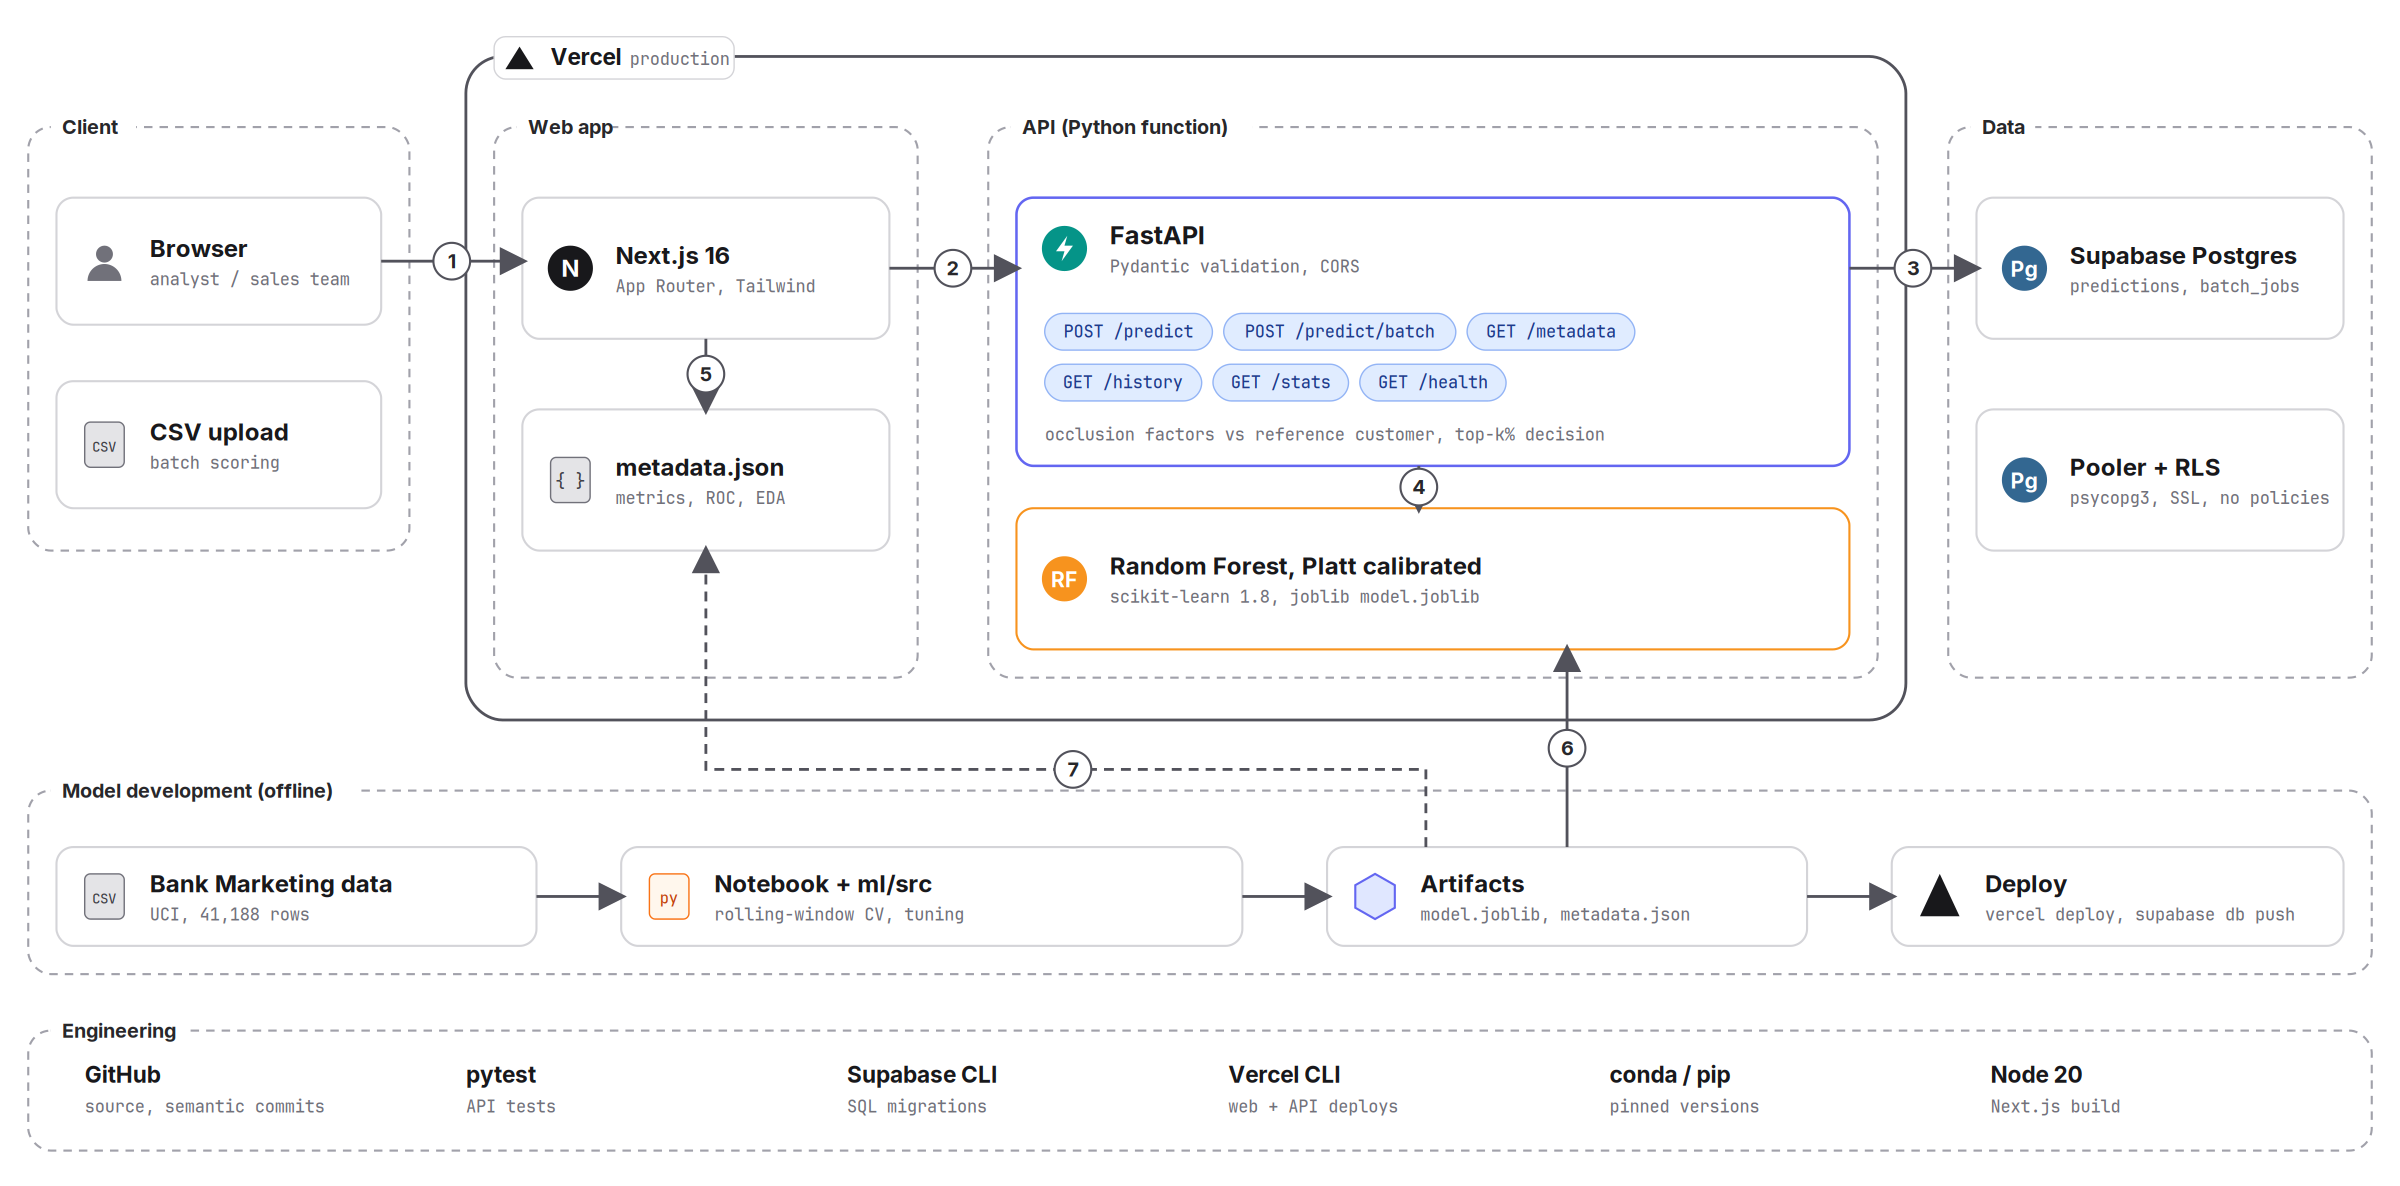 Vercel production
Client
Web app
API (Python function)
Data
Browser
analyst / sales team
1
N
Next.js 16
App Router, Tailwind
2
FastAPI
Pydantic validation, CORS
3
Pg
Supabase Postgres
predictions, batch_jobs
POST /predict
POST /predict/batch
GET /metadata
GET /history
GET /stats
GET /health
occlusion factors vs reference customer, top-k% decision
5
CSV
CSV upload
batch scoring
{ }
metadata.json
metrics, ROC, EDA
4
Pg
Pooler + RLS
psycopg3, SSL, no policies
RF
Random Forest, Platt calibrated
scikit-learn 1.8, joblib model.joblib
6
7
Model development (offline)
CSV
Bank Marketing data
UCI, 41,188 rows
py
Notebook + ml/src
rolling-window CV, tuning
Artifacts
model.joblib, metadata.json
Deploy
vercel deploy, supabase db push
Engineering
GitHub
source, semantic commits
pytest
API tests
Supabase CLI
SQL migrations
Vercel CLI
web + API deploys
conda / pip
pinned versions
Node 20
Next.js build